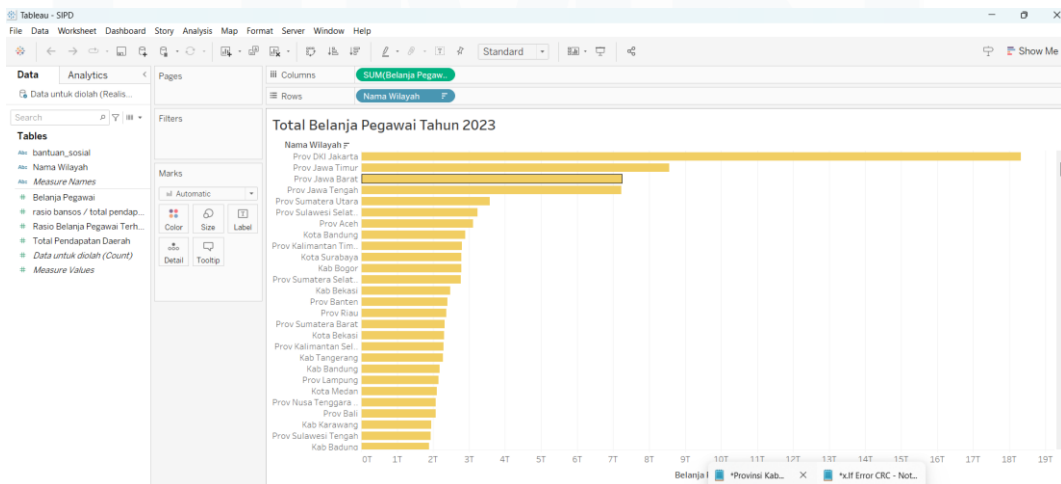 Tableau - SIPD
File Data Worksheet Dashboard Story Analysis Map Format Server Window Help
Standard
Show Me
Data Analytics
Pages
Columns SUM(Belanja Pegaw..
Data untuk diolah (Realis...
Rows Nama Wilayah
Search
Filters
Total Belanja Pegawai Tahun 2023
Tables
Abc bantuan_sosial
Abc Nama Wilayah
Abc Measure Names
# Belanja Pegawai
# rasio bansos / total pendap...
# Rasio Belanja Pegawai Terh...
# Total Pendapatan Daerah
# Data untuk diolah (Count)
# Measure Values
Marks
Automatic
Color Size Label
Detail Tooltip
Nama Wilayah
Prov DKI Jakarta
Prov Jawa Timur
Prov Jawa Barat
Prov Jawa Tengah
Prov Sumatera Utara
Prov Sulawesi Selat..
Prov Aceh
Kota Bandung
Prov Kalimantan Tim..
Kota Surabaya
Kab Bogor
Prov Sumatera Selat..
Kab Bekasi
Prov Banten
Prov Riau
Prov Sumatera Barat
Kota Bekasi
Prov Kalimantan Sel..
Kab Tangerang
Kab Bandung
Prov Lampung
Kota Medan
Prov Nusa Tenggara ..
Prov Bali
Kab Karawang
Prov Sulawesi Tengah
Kab Badung
0T 1T 2T 3T 4T 5T 6T 7T 8T 9T 10T 11T 12T 13T 14T 15T 16T 17T 18T 19T
Belanja
*Provinsi Kab...
*x.lf Error CRC - Not...